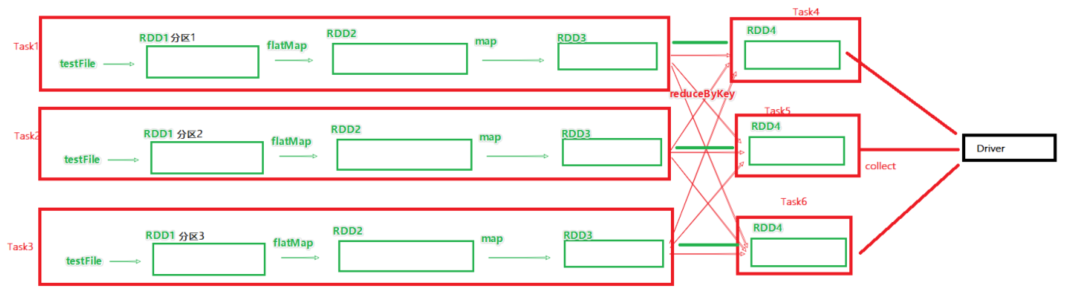 Task4
Task1
RDD1 分区1
flatMap
RDD2
map
RDD3
RDD4
testFile
reduceByKey
Task5
Task2
RDD1 分区2
flatMap
RDD2
map
RDD3
RDD4
testFile
collect
Driver
Task6
Task3
RDD1 分区3
flatMap
RDD2
map
RDD3
RDD4
testFile